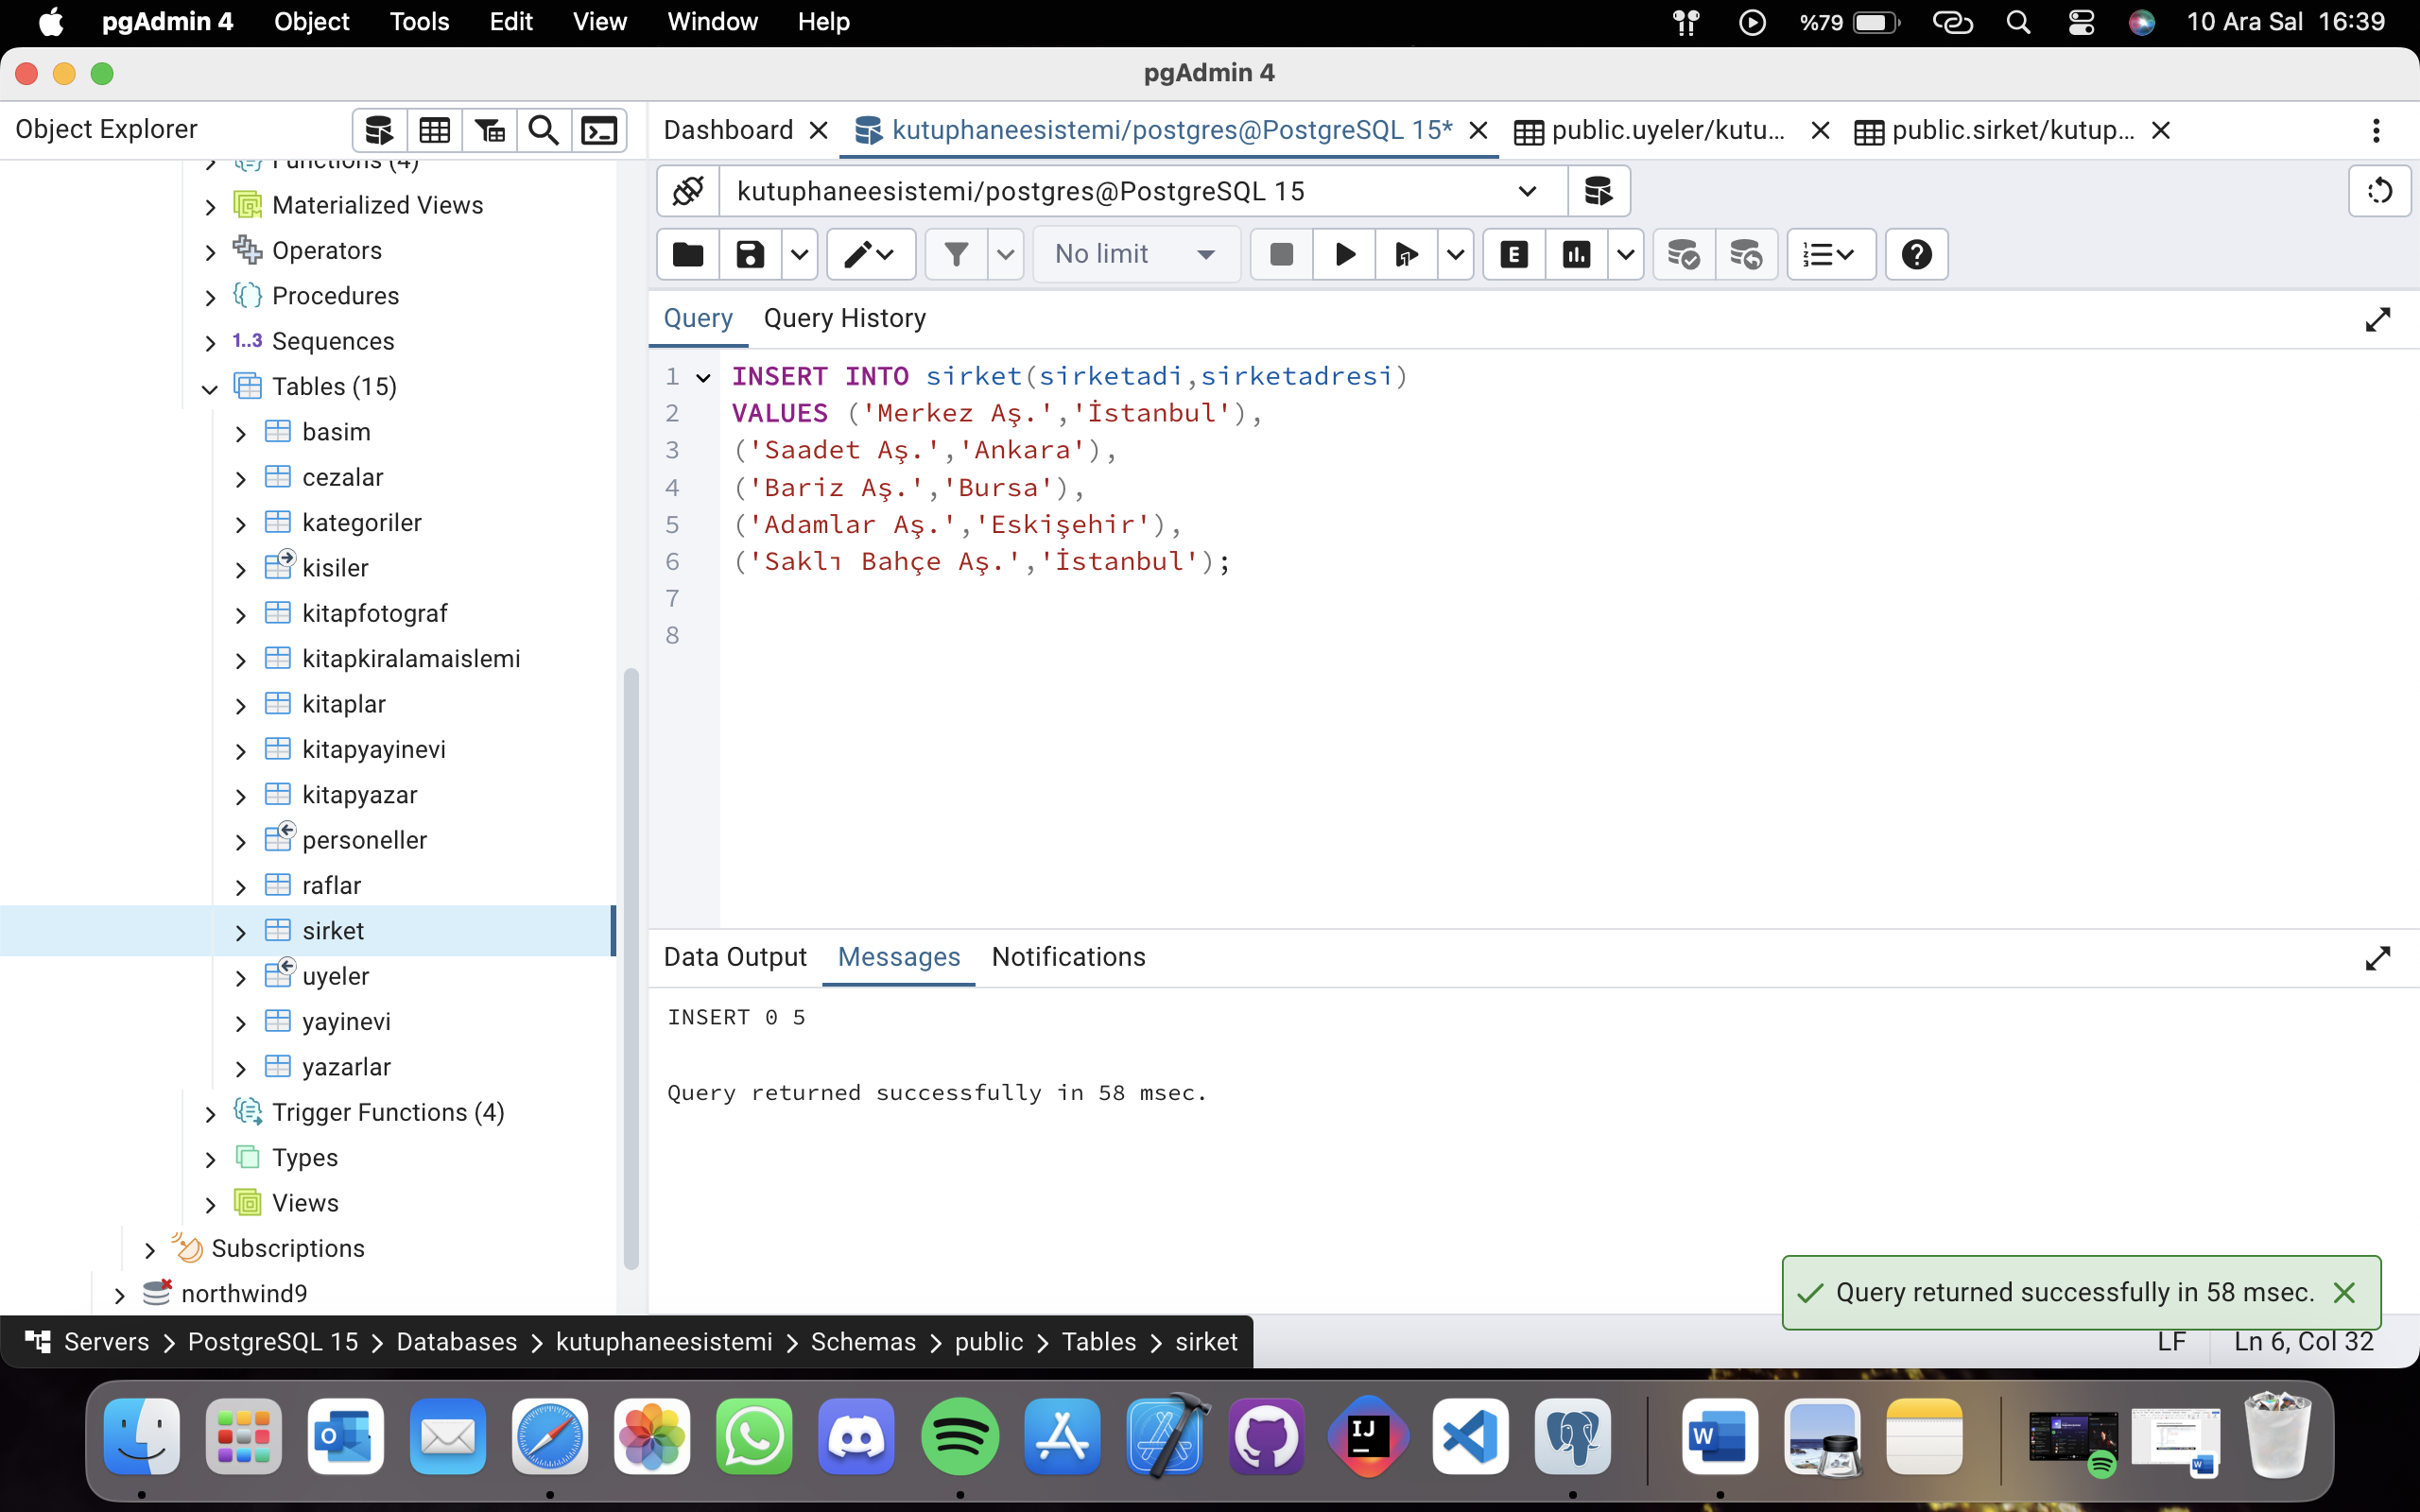 pgAdmin 4 Object Tools Edit View Window Help %79 10 Ara Sal 16:39
pgAdmin 4
Object Explorer
Dashboard kutuphaneesistemi/postgres@PostgreSQL 15* public.uyeler/kutu... public.sirket/kutup...
Functions (4)
Materialized Views
Operators
Procedures
1..3 Sequences
Tables (15)
basim
cezalar
kategoriler
kisiler
kitapfotograf
kitapkiralamaislemi
kitaplar
kitapyayinevi
kitapyazar
personeller
raflar
sirket
uyeler
yayinevi
yazarlar
Trigger Functions (4)
Types
Views
Subscriptions
northwind9
kutuphaneesistemi/postgres@PostgreSQL 15
No limit
E
Query Query History
1 INSERT INTO sirket(sirketadi,sirketadresi)
2 VALUES ('Merkez Aş.','İstanbul'),
3 ('Saadet Aş.','Ankara'),
4 ('Bariz Aş.','Bursa'),
5 ('Adamlar Aş.','Eskişehir'),
6 ('Saklı Bahçe Aş.','İstanbul');
7
8
Data Output Messages Notifications
INSERT 0 5
Query returned successfully in 58 msec.
Query returned successfully in 58 msec.
Servers PostgreSQL 15 Databases kutuphaneesistemi Schemas public Tables sirket
LF Ln 6, Col 32
O IJ W W